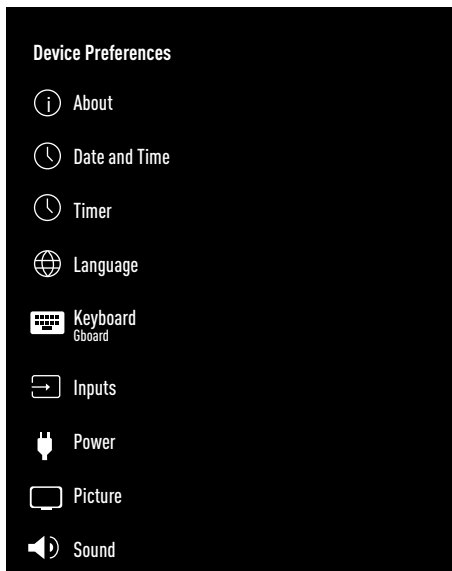 Device Preferences
About
Date and Time
Timer
Language
Keyboard
Gboard
Inputs
Power
Picture
Sound